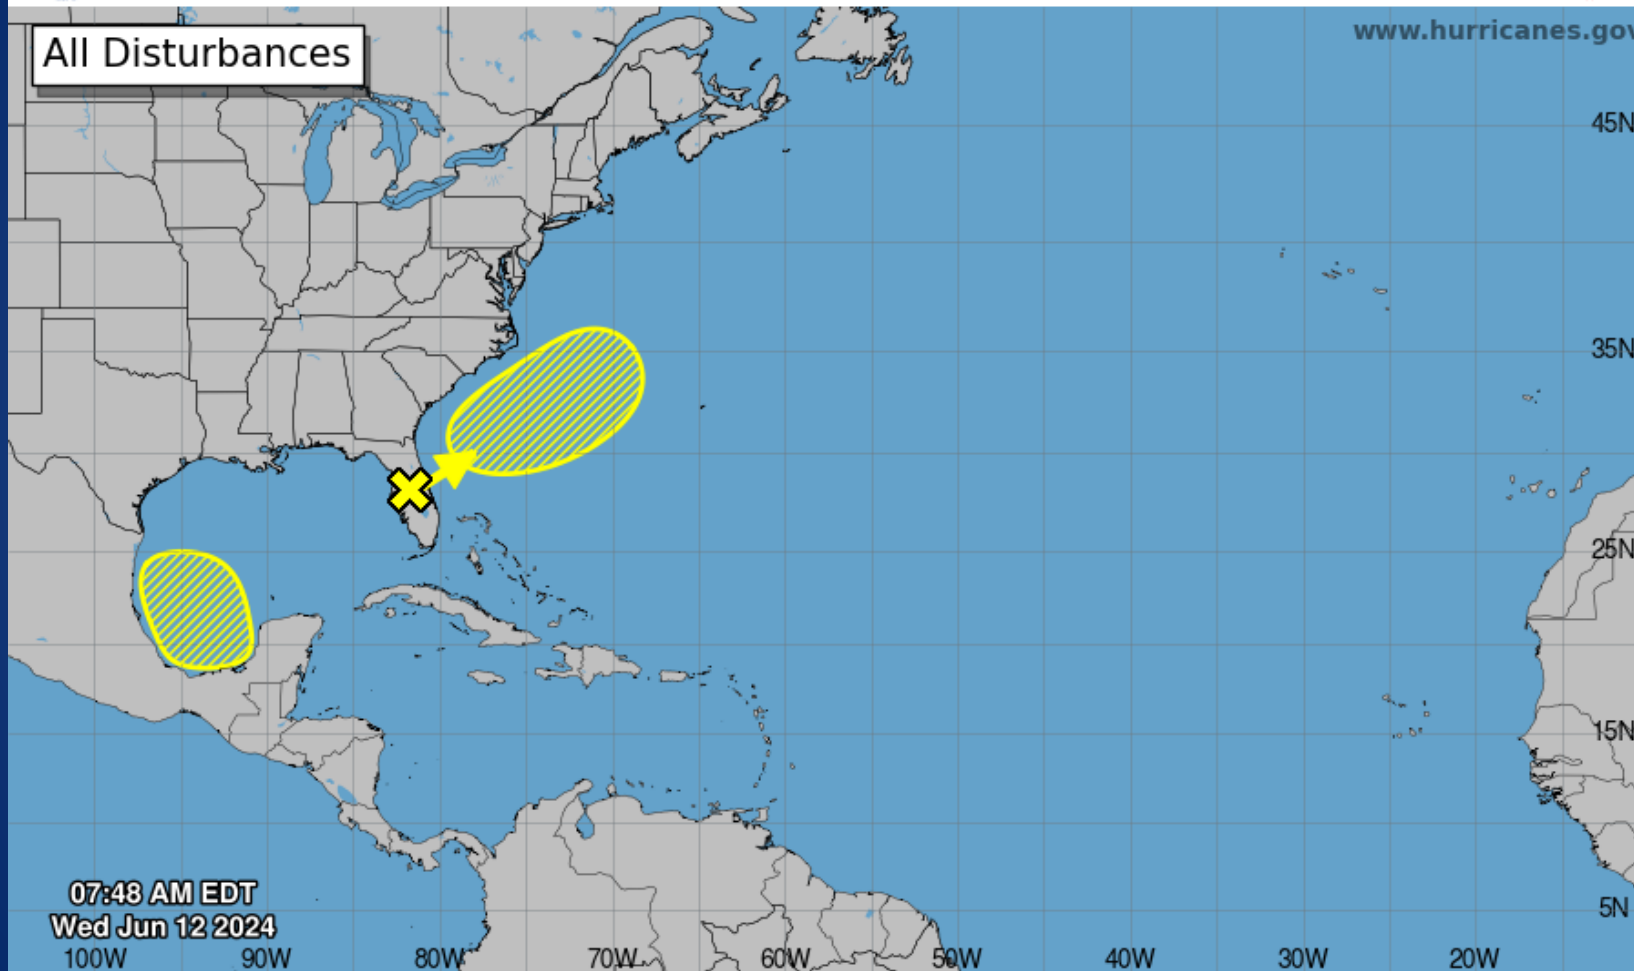 www.hurricanes.gov
All Disturbances
45N
35N
25N
15N
5N
07:48 AM EDT
Wed Jun 12 2024
100W 90W 80W 70W 60W 50W 40W 30W 20W